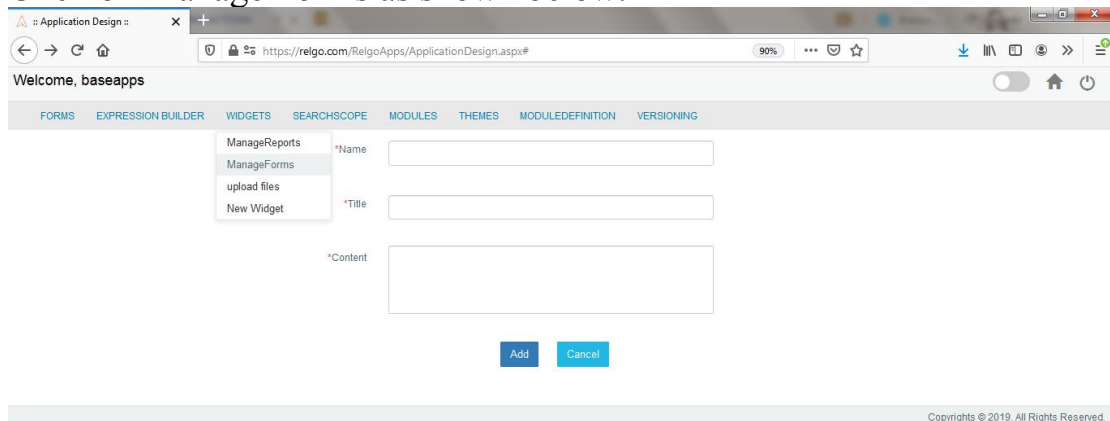 :: Application Design ::
https://relgo.com/RelgoApps/ApplicationDesign.aspx#
90%
Welcome, baseapps
FORMS EXPRESSION BUILDER WIDGETS SEARCHSCOPE MODULES THEMES MODULEDEFINITION VERSIONING
ManageReports
*Name
ManageForms
upload files
New Widget
*Title
*Content
Add Cancel
Copyrights © 2019. All Rights Reserved.